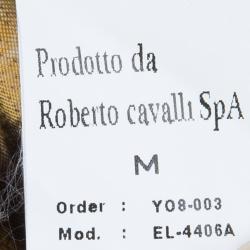 Prodotto da
Roberto cavalli SpA
M
Order : YO8-003
Mod. : EL-4406A